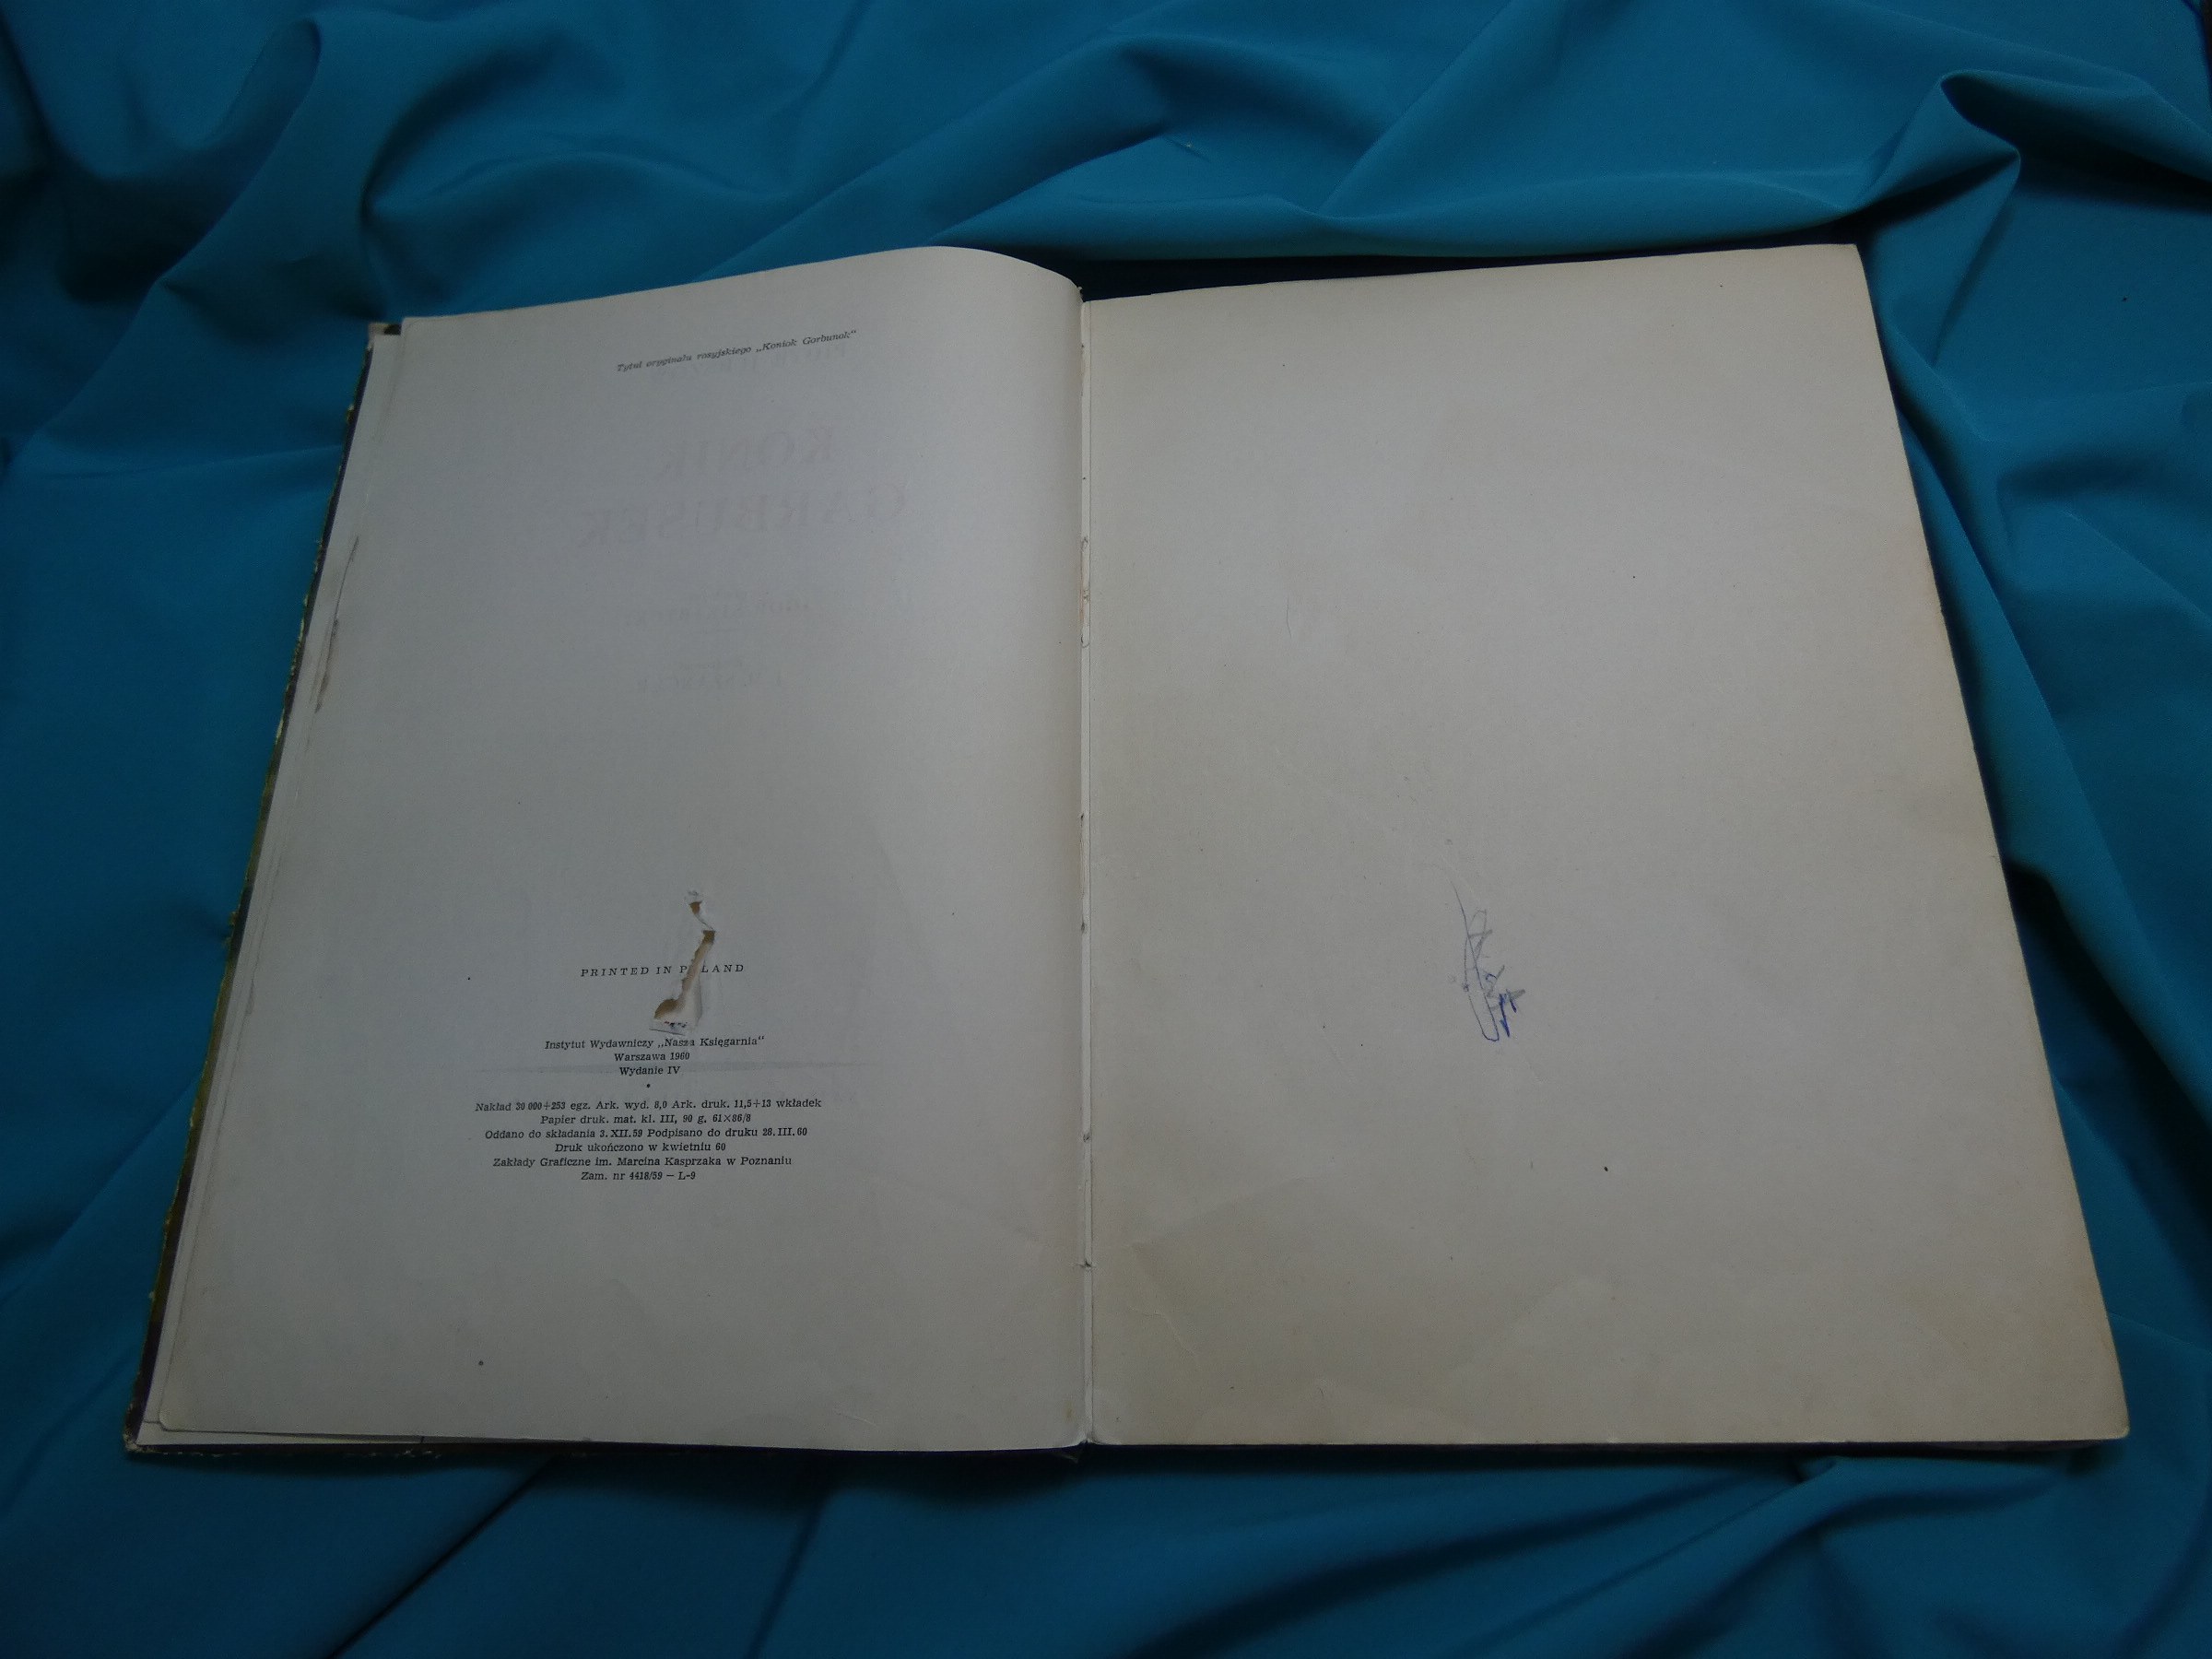 Tytuł oryginału rosyjskiego „Koniok Gorbunok"
KONIK
GARBUSEK
PRINTED IN P LAND
Instytut Wydawniczy „Nasza Księgarnia"
Warszawa 1960
Wydanie IV
Nakład 30 000+253 egz. Ark. wyd. 8,0 Ark. druk. 11,5+13 wkładek
Papier druk. mat. kl. III, 90 g, 61×86/8
Oddano do składania 3. XII. 59 Podpisano do druku 26. III. 60
Druk ukończono w kwietniu 60
Zakłady Graficzne im. Marcina Kasprzaka w Poznaniu
Zam. nr 4418/59 — L-9